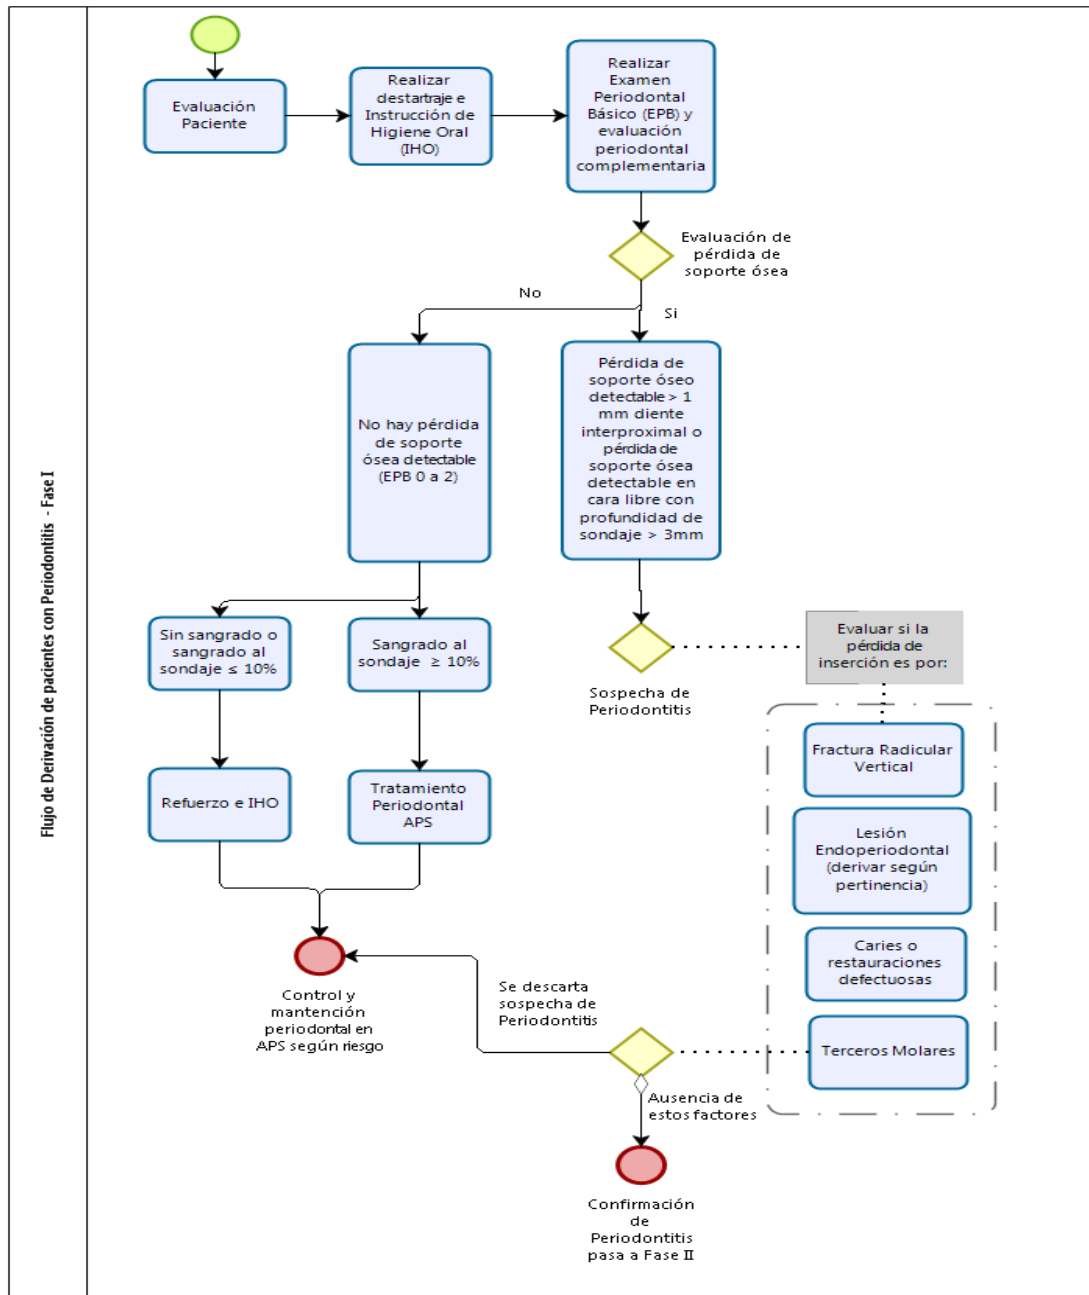 Flujo de Derivación de pacientes con Periodontitis - Fase I
Evaluación
Paciente
Realizar
destartraje e
Instrucción de
Higiene Oral
(IHO)
Realizar
Examen
Periodontal
Básico (EPB) y
evaluación
periodontal
complementaria
Evaluación de
pérdida de
soporte ósea
No
Si
No hay pérdida
de soporte
ósea detectable
(EPB 0 a 2)
Pérdida de
soporte óseo
detectable > 1
mm diente
interproximal o
pérdida de
soporte ósea
detectable en
cara libre con
profundidad de
sondaje > 3mm
Sin sangrado o
sangrado al
sondaje ≤ 10%
Sangrado al
sondaje ≥ 10%
Sospecha de
Periodontitis
Evaluar si la
pérdida de
inserción es por:
Fractura Radicular
Vertical
Lesión
Endoperiodontal
(derivar según
pertinencia)
Caries o
restauraciones
defectuosas
Terceros Molares
Refuerzo e IHO
Tratamiento
Periodontal
APS
Control y
mantención
periodontal en
APS según riesgo
Se descarta
sospecha de
Periodontitis
Ausencia de
estos factores
Confirmación
de
Periodontitis
pasa a Fase II